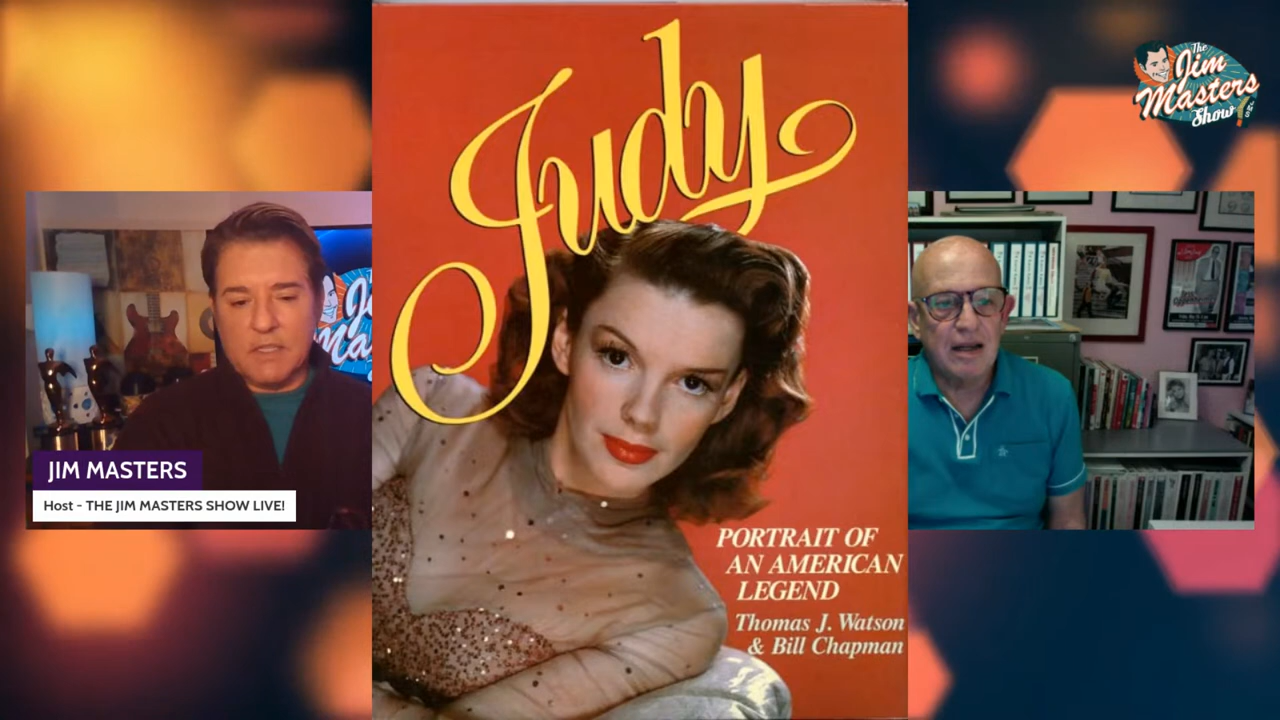 Judy
PORTRAIT OF
AN AMERICAN
LEGEND
Thomas J. Watson
& Bill Chapman
JIM MASTERS
Host - THE JIM MASTERS SHOW LIVE!
The
Jim
Masters
Show